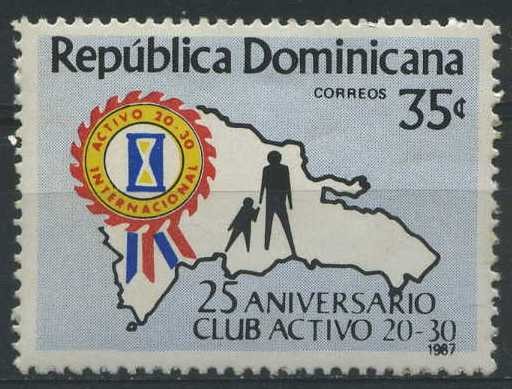 República Dominicana
CORREOS 35¢
ACTIVO 20-30
INTERNACIONAL
25 ANIVERSARIO
CLUB ACTIVO 20-30
1987